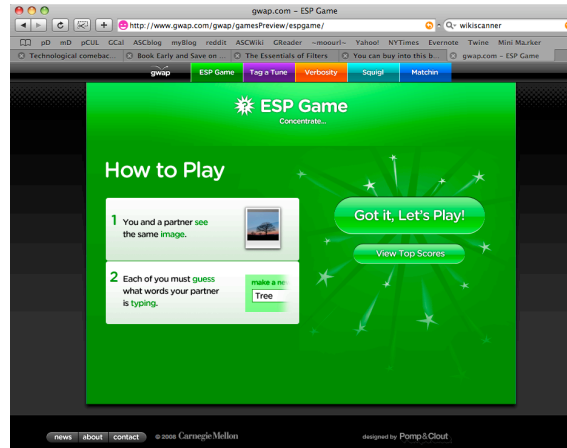 gwap.com – ESP Game
http://www.gwap.com/gwap/gamesPreview/espgame/
wikiscanner
pD mD pCUL GCal ASCblog myBlog reddit ASCWiki GReader ~moourl~ Yahoo! NYTimes Evernote Twine Mini Marker
Technological comebac... Book Early and Save on ... The Essentials of Filters You can buy into this b... gwap.com – ESP Game
gwap ESP Game Tag a Tune Verbosity Squigl Matchin
ESP Game
Concentrate...
How to Play
1 You and a partner see
the same image.
2 Each of you must guess
what words your partner
is typing.
make a ne
Tree
Got it, Let's Play!
View Top Scores
news about contact © 2008 Carnegie Mellon designed by Pomp&Clout